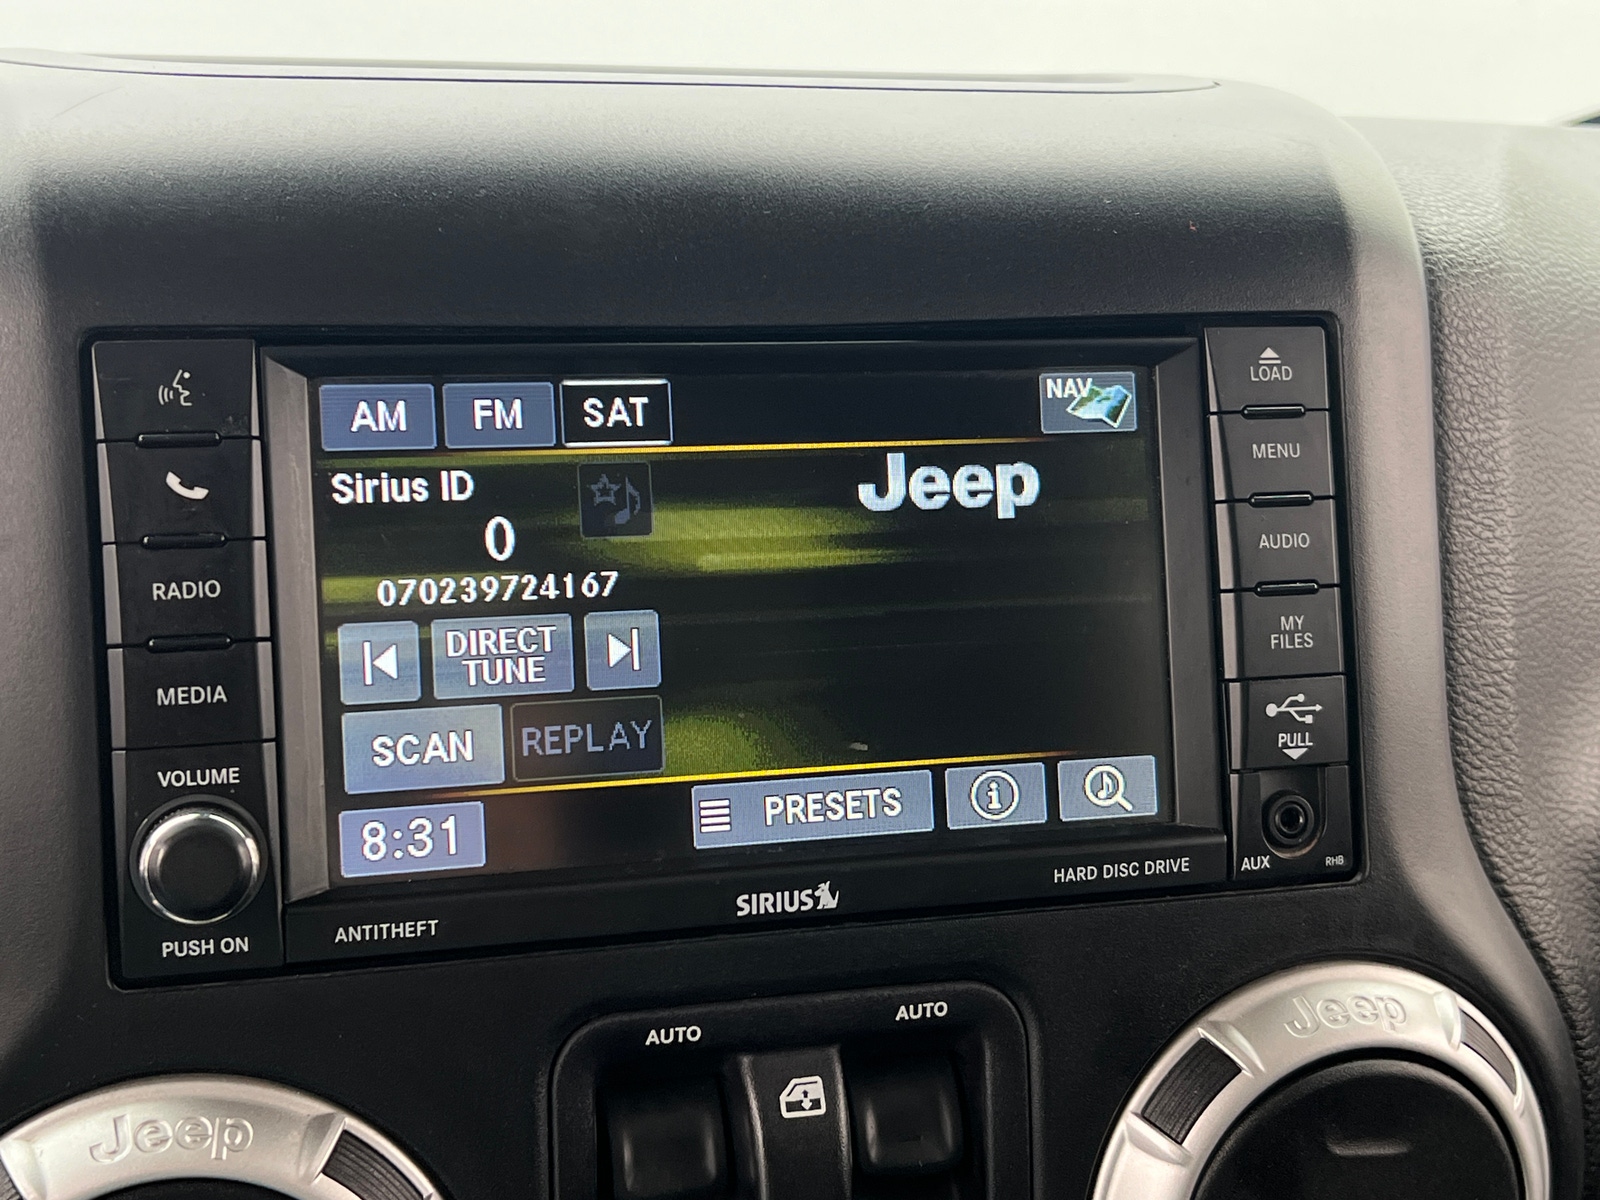 AM
FM
SAT
NAV
Sirius ID
0
070239724167
Jeep
DIRECT
TUNE
SCAN
REPLAY
8:31
PRESETS
RADIO
MEDIA
VOLUME
PUSH ON
LOAD
MENU
AUDIO
MY
FILES
PULL
AUX
RHB
ANTITHEFT
SIRIUS
HARD DISC DRIVE
AUTO
AUTO
Jeep
Jeep